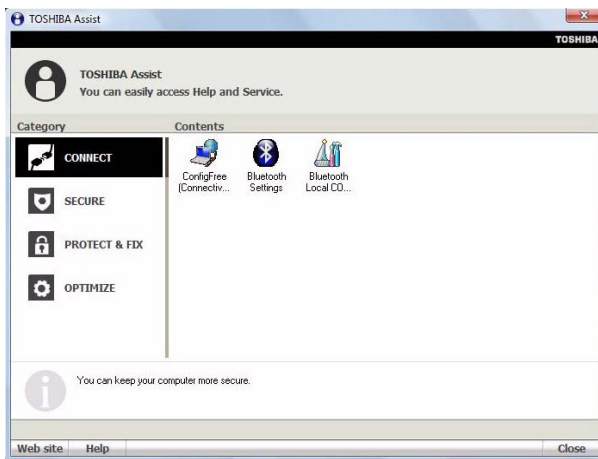 TOSHIBA Assist
TOSHIBA
TOSHIBA Assist
You can easily access Help and Service.
Category
Contents
CONNECT
SECURE
PROTECT & FIX
OPTIMIZE
ConfigFree
(Connectiv...
Bluetooth
Settings
Bluetooth
Local CO...
You can keep your computer more secure.
Web site
Help
Close